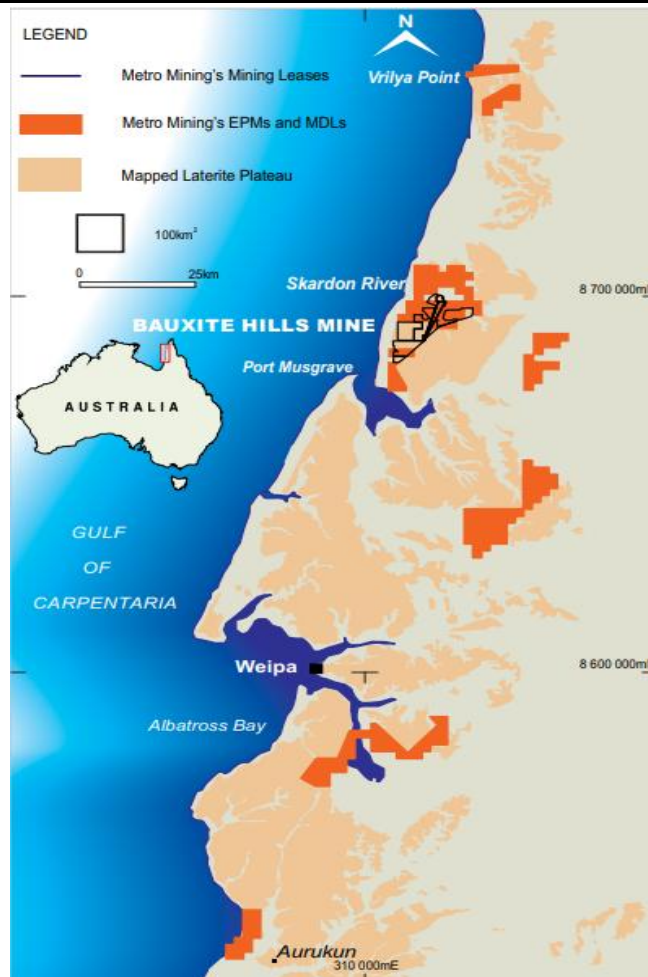 LEGEND
Metro Mining's Mining Leases
Metro Mining's EPMs and MDLs
Mapped Laterite Plateau
100km²
0 25km
N
Vrilya Point
Skardon River
8 700 000mN
BAUXITE HILLS MINE
Port Musgrave
AUSTRALIA
GULF
OF
CARPENTARIA
Weipa
8 600 000mN
Albatross Bay
Aurukun
310 000mE